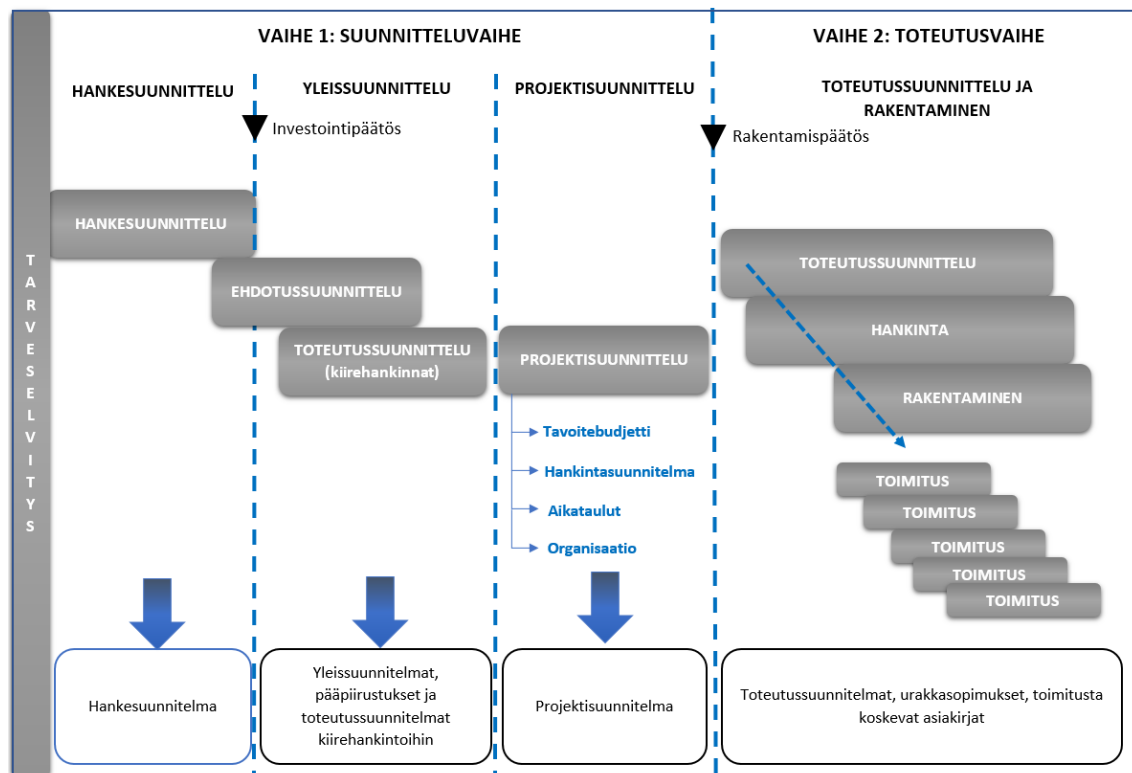 VAIHE 1: SUUNNITTELUVAIHE
VAIHE 2: TOTEUTUSVAIHE
HANKESUUNNITTELU
YLEISSUUNNITTELU
PROJEKTISUUNNITTELU
TOTEUTUSSUUNNITTELU JA
RAKENTAMINEN
Investointipäätös
Rakentamispäätös
TARVESELVITYS
HANKESUUNNITTELU
EHDOTUSSUUNNITTELU
TOTEUTUSSUUNNITTELU
(kiirehankinnat)
PROJEKTISUUNNITTELU
Tavoitebudjetti
Hankintasuunnitelma
Aikataulut
Organisaatio
TOTEUTUSSUUNNITTELU
HANKINTA
RAKENTAMINEN
TOIMITUS
TOIMITUS
TOIMITUS
TOIMITUS
TOIMITUS
Hankesuunnitelma
Yleissuunnitelmat,
pääpiirustukset ja
toteutussuunnitelmat
kiirehankintoihin
Projektisuunnitelma
Toteutussuunnitelmat, urakkasopimukset, toimitusta
koskevat asiakirjat